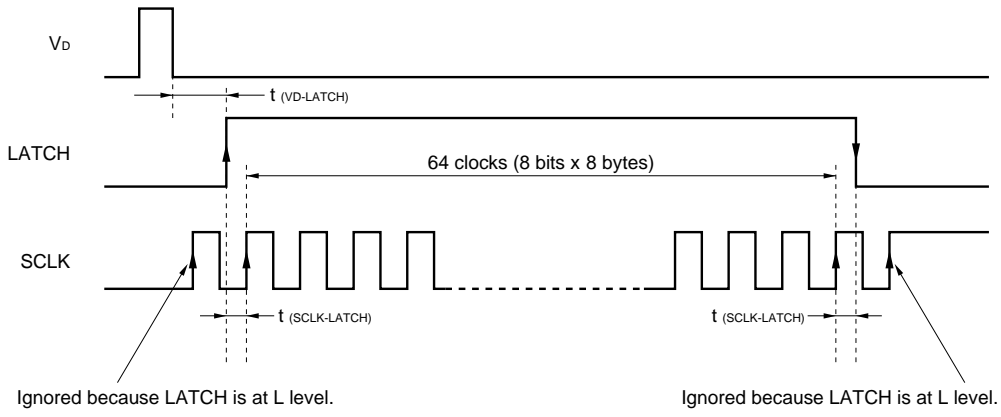 VD
t (VD-LATCH)
LATCH
64 clocks (8 bits x 8 bytes)
SCLK
t (SCLK-LATCH)
t (SCLK-LATCH)
Ignored because LATCH is at L level.
Ignored because LATCH is at L level.